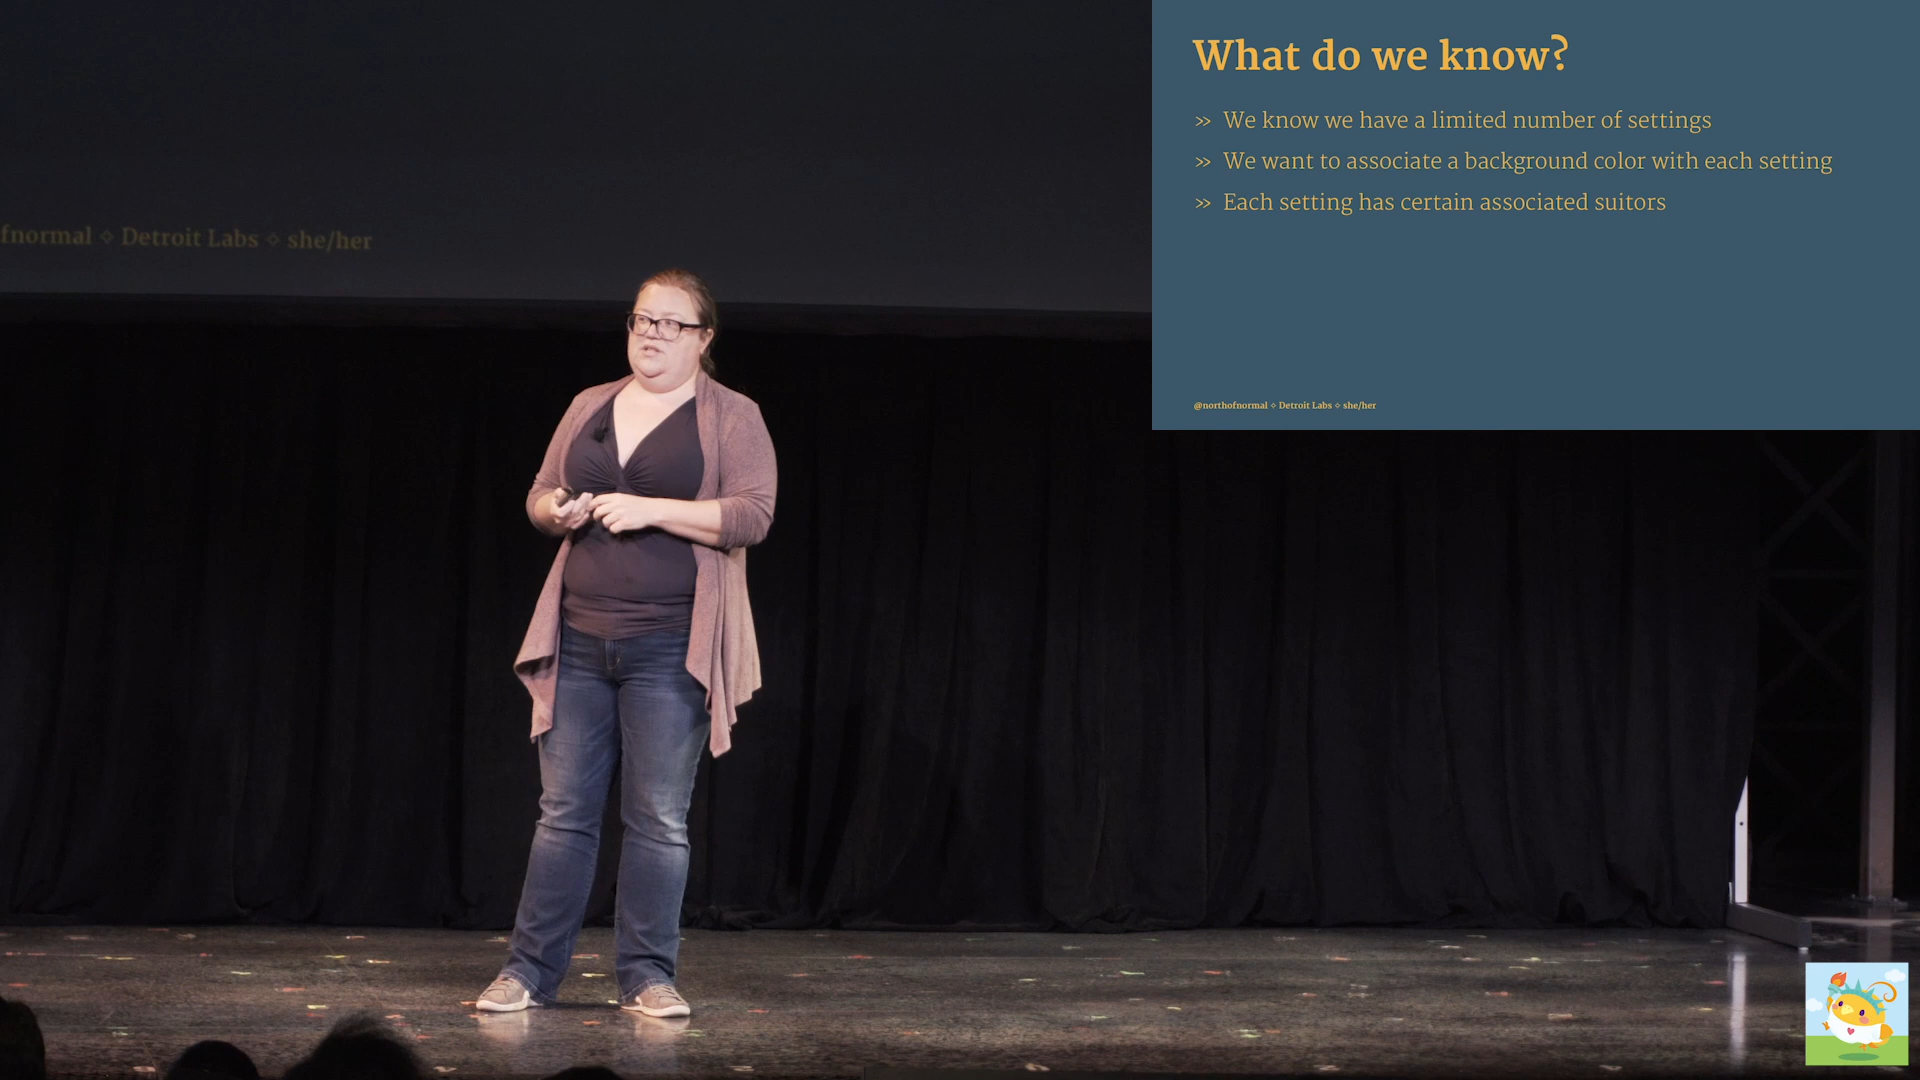 What do we know?
» We know we have a limited number of settings
» We want to associate a background color with each setting
» Each setting has certain associated suitors
@northofnormal ⟡ Detroit Labs ⟡ she/her
fnormal ⟡ Detroit Labs ⟡ she/her